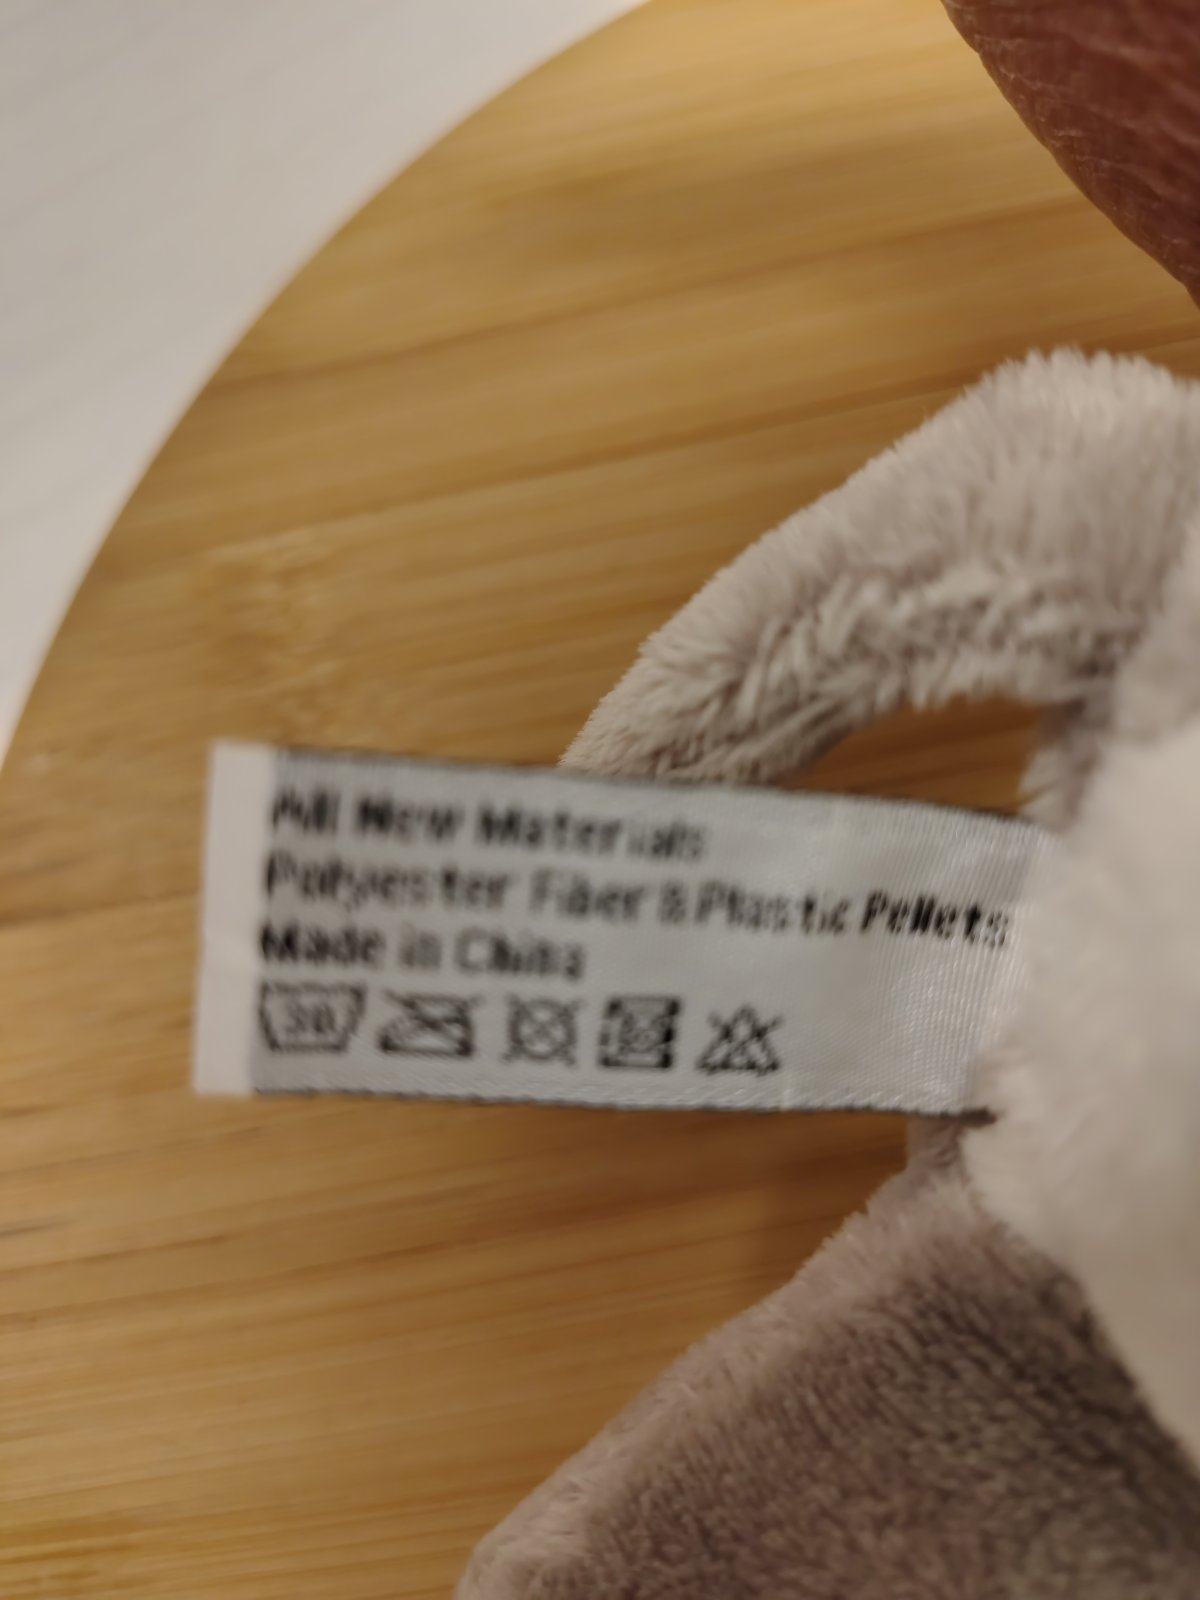 All New Materials
Polyester Fiber & Plastic Pellets
Made in China
30